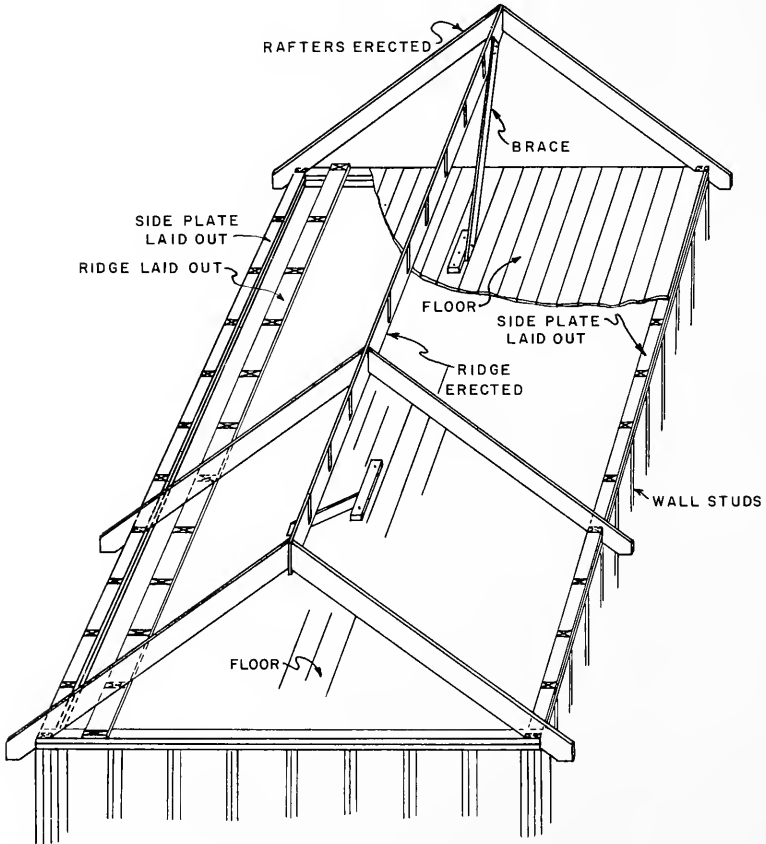 RAFTERS ERECTED
BRACE
SIDE PLATE
LAID OUT
RIDGE LAID OUT
FLOOR
SIDE PLATE
LAID OUT
RIDGE
ERECTED
WALL STUDS
FLOOR